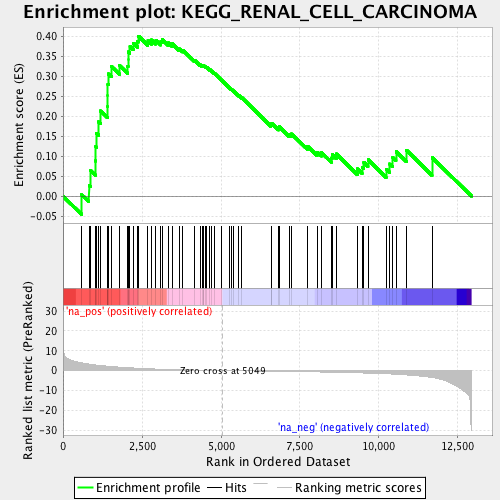 Enrichment plot: KEGG_RENAL_CELL_CARCINOMA
Enrichment score (ES)
0.40
0.35
0.30
0.25
0.20
0.15
0.10
0.05
0.00
-0.05
'na_pos' (positively correlated)
Ranked list metric (PreRanked)
30
20
10
0
-10
-20
-30
Zero cross at 5049
'na_neg' (negatively correlated)
0
2,500
5,000
7,500
10,000
12,500
Rank in Ordered Dataset
Enrichment profile
Hits
Ranking metric scores